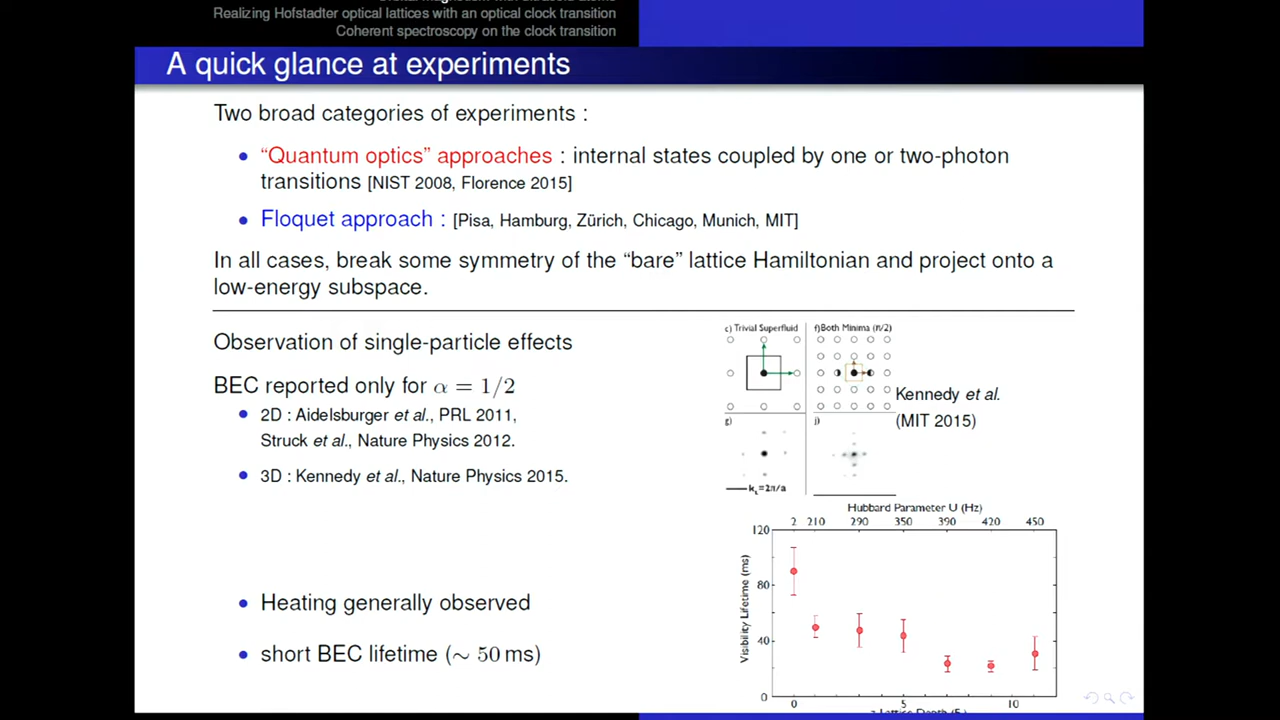 Realizing Hofstadter optical lattices with an optical clock transition
Coherent spectroscopy on the clock transition
A quick glance at experiments
Two broad categories of experiments :
“Quantum optics” approaches : internal states coupled by one or two-photon
transitions [NIST 2008, Florence 2015]
Floquet approach : [Pisa, Hamburg, Zürich, Chicago, Munich, MIT]
In all cases, break some symmetry of the “bare” lattice Hamiltonian and project onto a
low-energy subspace.
Observation of single-particle effects
BEC reported only for α = 1/2
2D : Aidelsburger et al., PRL 2011,
Struck et al., Nature Physics 2012.
3D : Kennedy et al., Nature Physics 2015.
Heating generally observed
short BEC lifetime (∼ 50 ms)
c) Trivial Superfluid
f)Both Minima (π/2)
Kennedy et al.
(MIT 2015)
g)
j)
k_L=2π/a
Hubbard Parameter U (Hz)
2 210 290 350 390 420 450
120
80
40
0
Visibility Lifetime (ms)
0 5 10